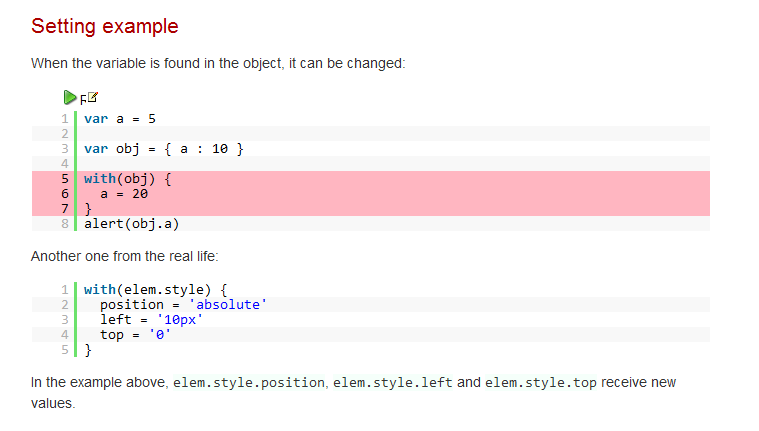 Setting example
When the variable is found in the object, it can be changed:
1 var a = 5
2
3 var obj = { a : 10 }
4
5 with(obj) {
6   a = 20
7 }
8 alert(obj.a)
Another one from the real life:
1 with(elem.style) {
2   position = 'absolute'
3   left = '10px'
4   top = '0'
5 }
In the example above, elem.style.position, elem.style.left and elem.style.top receive new
values.